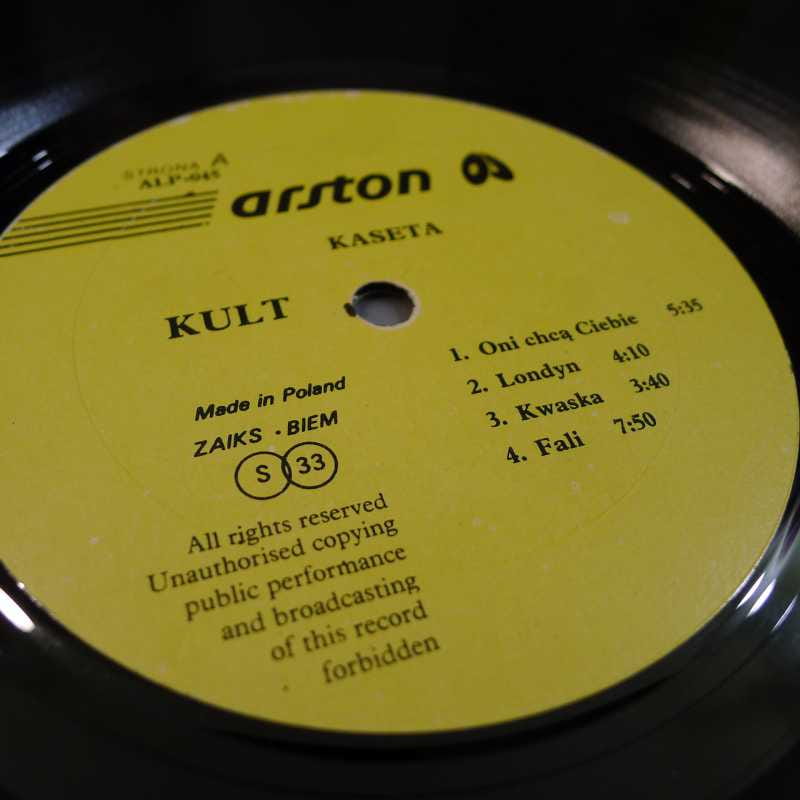 STRONA A
ALP-045
arston
KASETA
KULT
1. Oni chcą Ciebie 5:35
2. Londyn 4:10
3. Kwaska 3:40
4. Fali 7:50
Made in Poland
ZAIKS · BIEM
S 33
All rights reserved
Unauthorised copying
public performance
and broadcasting
of this record
forbidden